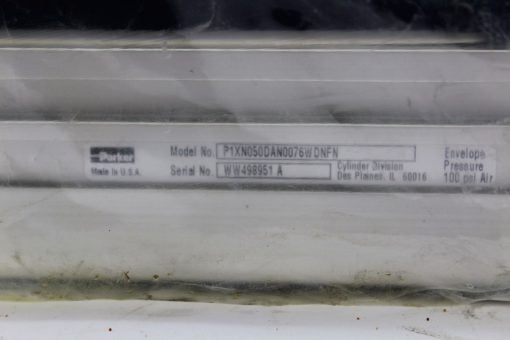 Parker
Made In U.S.A.
Model No. P1XN050DAN0076WDNFN
Serial No. WW498951 A
Cylinder Division
Des Plaines, IL 60016
Envelope
Pressure
100 psi Air